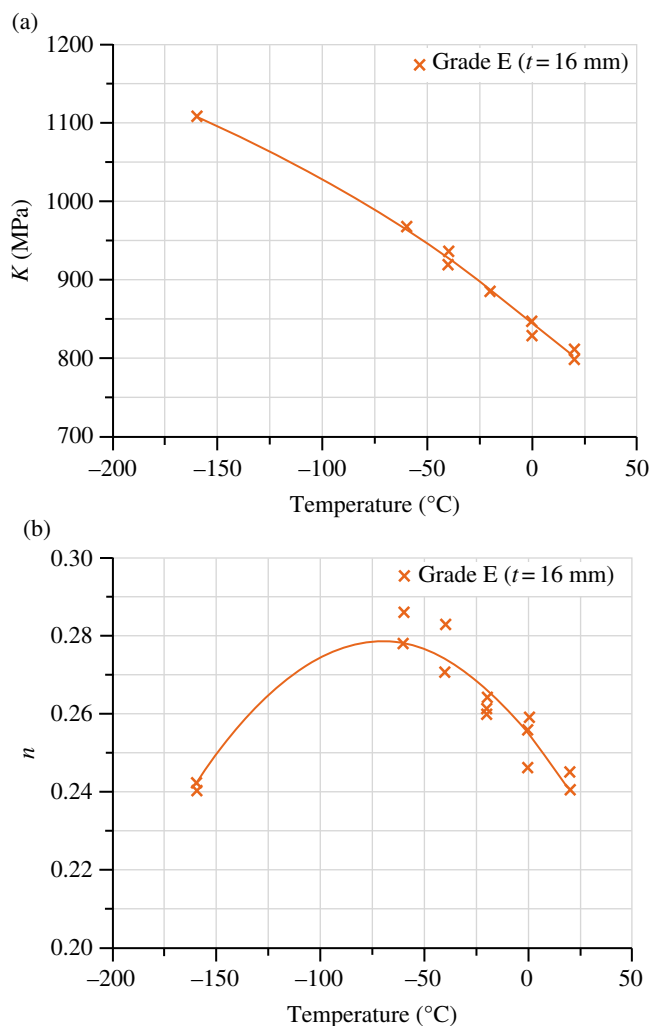 (a)
1200
Grade E (t = 16 mm)
1100
1000
K (MPa)
900
800
700
–200 –150 –100 –50 0 50
Temperature (°C)
(b)
0.30
Grade E (t = 16 mm)
0.28
0.26
n
0.24
0.22
0.20
–200 –150 –100 –50 0 50
Temperature (°C)